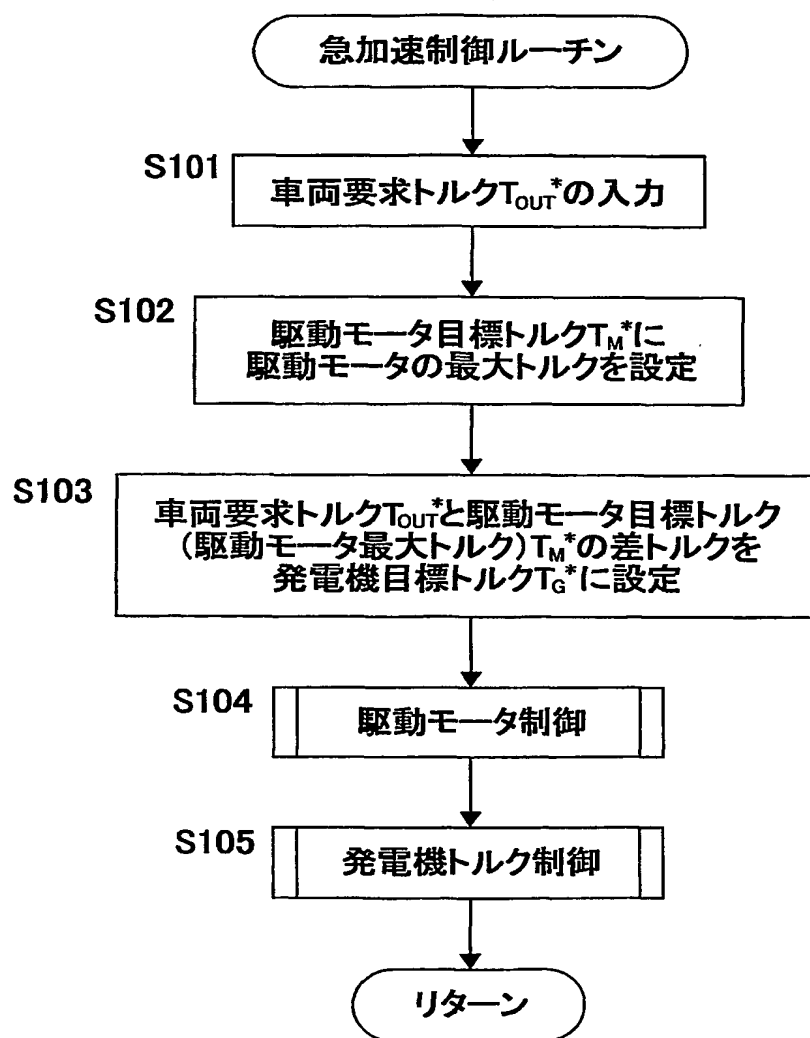 急加速制御ルーチン
S101
車両要求トルクTOUT*の入力
S102
駆動モータ目標トルクTM*に
駆動モータの最大トルクを設定
S103
車両要求トルクTOUT*と駆動モータ目標トルク
(駆動モータ最大トルク)TM*の差トルクを
発電機目標トルクTG*に設定
S104
駆動モータ制御
S105
発電機トルク制御
リターン